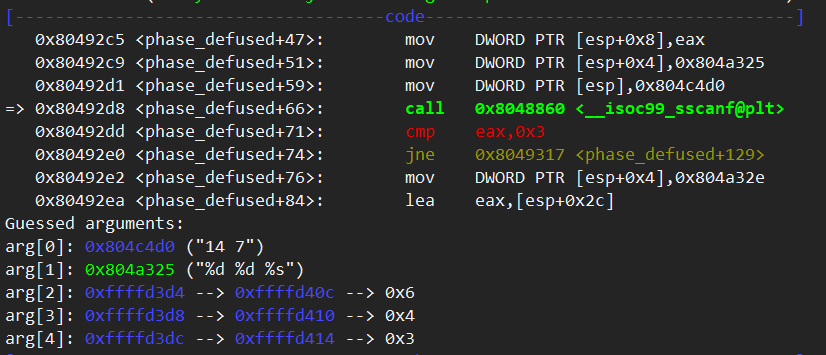 [------------------------------------code-------------------------------------]
0x80492c5 <phase_defused+47>: mov DWORD PTR [esp+0x8],eax
0x80492c9 <phase_defused+51>: mov DWORD PTR [esp+0x4],0x804a325
0x80492d1 <phase_defused+59>: mov DWORD PTR [esp],0x804c4d0
=> 0x80492d8 <phase_defused+66>: call 0x8048860 <__isoc99_sscanf@plt>
0x80492dd <phase_defused+71>: cmp eax,0x3
0x80492e0 <phase_defused+74>: jne 0x8049317 <phase_defused+129>
0x80492e2 <phase_defused+76>: mov DWORD PTR [esp+0x4],0x804a32e
0x80492ea <phase_defused+84>: lea eax,[esp+0x2c]
Guessed arguments:
arg[0]: 0x804c4d0 ("14 7")
arg[1]: 0x804a325 ("%d %d %s")
arg[2]: 0xffffd3d4 --> 0xffffd40c --> 0x6
arg[3]: 0xffffd3d8 --> 0xffffd410 --> 0x4
arg[4]: 0xffffd3dc --> 0xffffd414 --> 0x3